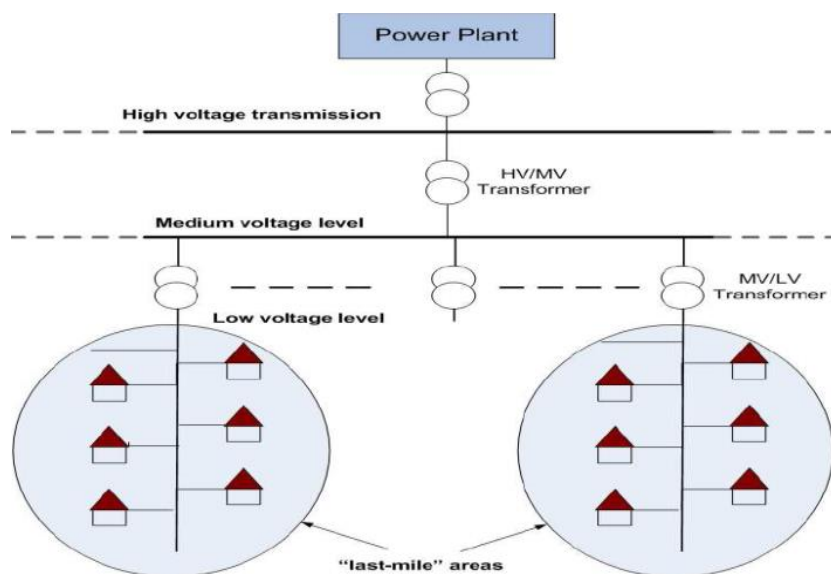 Power Plant
High voltage transmission
HV/MV
Transformer
Medium voltage level
MV/LV
Transformer
Low voltage level
“last-mile” areas